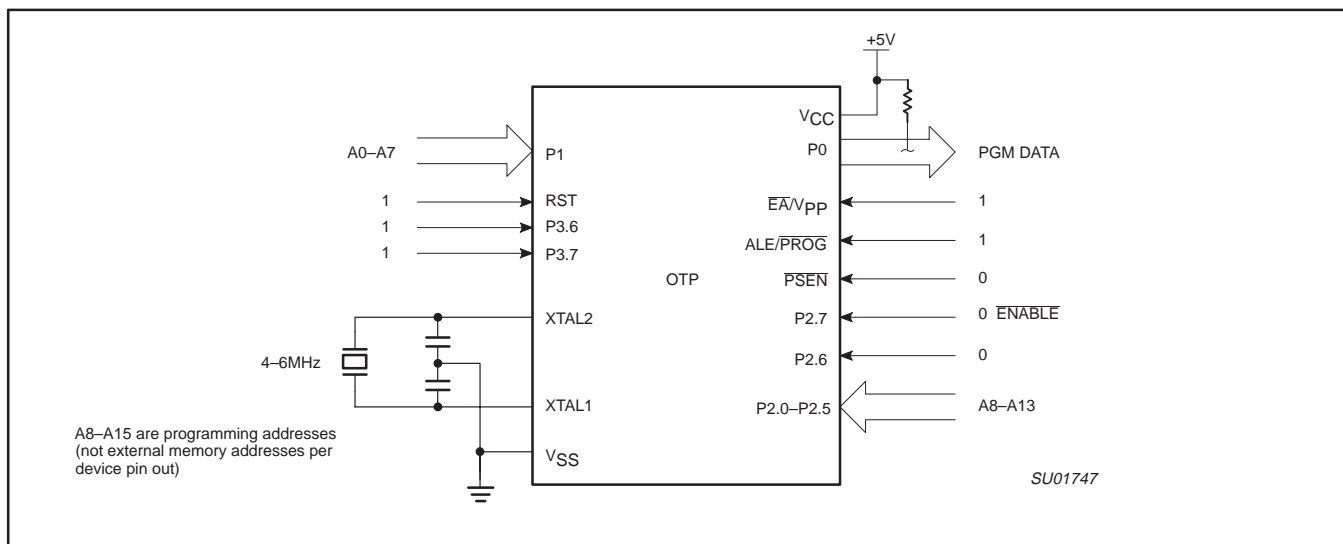 +5V
VCC
A0–A7
P1
P0
PGM DATA
1
RST
EA/VPP
1
1
P3.6
1
P3.7
ALE/PROG
1
OTP
PSEN
0
XTAL2
P2.7
0 ENABLE
4–6MHz
P2.6
0
XTAL1
P2.0–P2.5
A8–A13
A8–A15 are programming addresses
(not external memory addresses per
device pin out)
VSS
SU01747